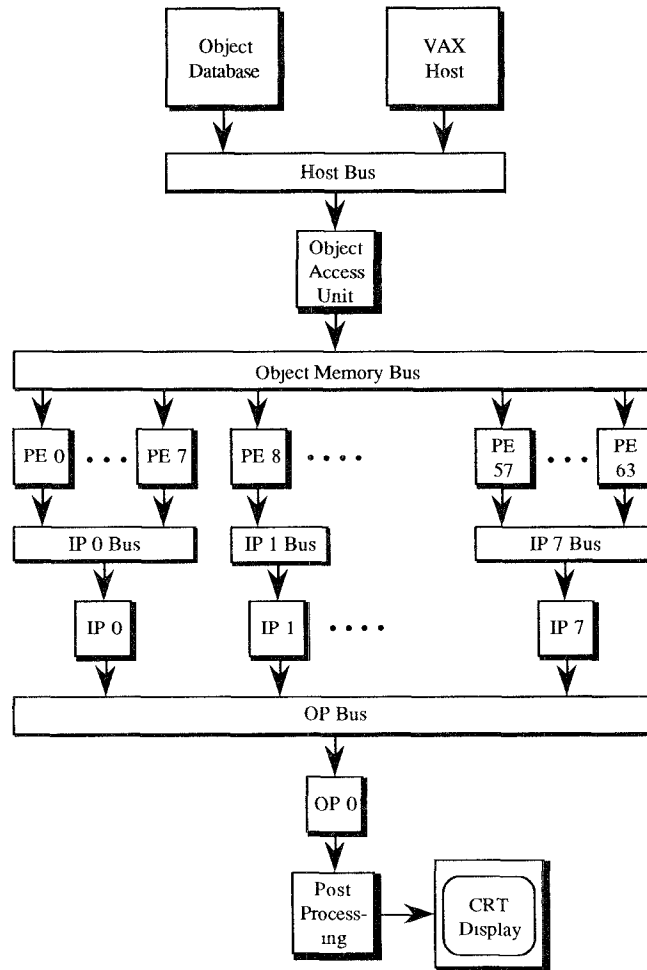 Object
Database
VAX
Host
Host Bus
Object
Access
Unit
Object Memory Bus
PE 0
PE 7
PE 8
PE
57
PE
63
IP 0 Bus
IP 1 Bus
IP 7 Bus
IP 0
IP 1
IP 7
OP Bus
OP 0
Post
Process-
ing
CRT
Display